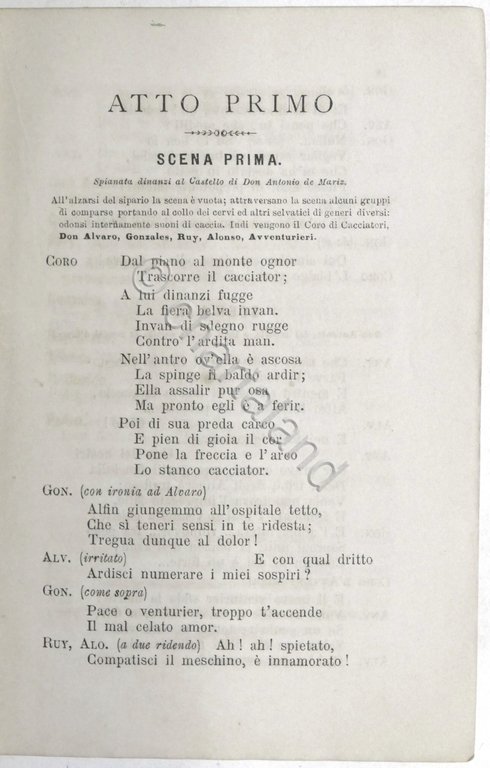 ATTO PRIMO
SCENA PRIMA.
Spianata dinanzi al Castello di Don Antonio de Mariz.
All'alzarsi del sipario la scena è vuota; attraversano la scena alcuni gruppi
di comparse portando al collo dei cervi ed altri selvatici di generi diversi:
odonsi internamente suoni di caccia. Indi vengono il Coro di Cacciatori,
Don Alvaro, Gonzales, Ruy, Alonso, Avventurieri.
CORO Dal piano al monte ognor
Trascorre il cacciator;
A lui dinanzi fugge
La fiera belva invan.
Invan di sdegno rugge
Contro l'ardita man.
Nell'antro ov'ella è ascosa
La spinge il baldo ardir;
Ella assalir pur osa
Ma pronto egli è a ferir.
Poi di sua preda carco
E pien di gioia il cor
Pone la freccia e l'arco
Lo stanco cacciator.
GON. (con ironia ad Alvaro)
Alfin giungemmo all'ospitale tetto,
Che sì teneri sensi in te ridesta;
Tregua dunque al dolor!
ALV. (irritato) E con qual dritto
Ardisci numerare i miei sospiri?
GON. (come sopra)
Pace o venturier, troppo t'accende
Il mal celato amor.
RUY, ALO. (a due ridendo) Ah! ah! spietato,
Compatisci il meschino, è innamorato!
© chartaland